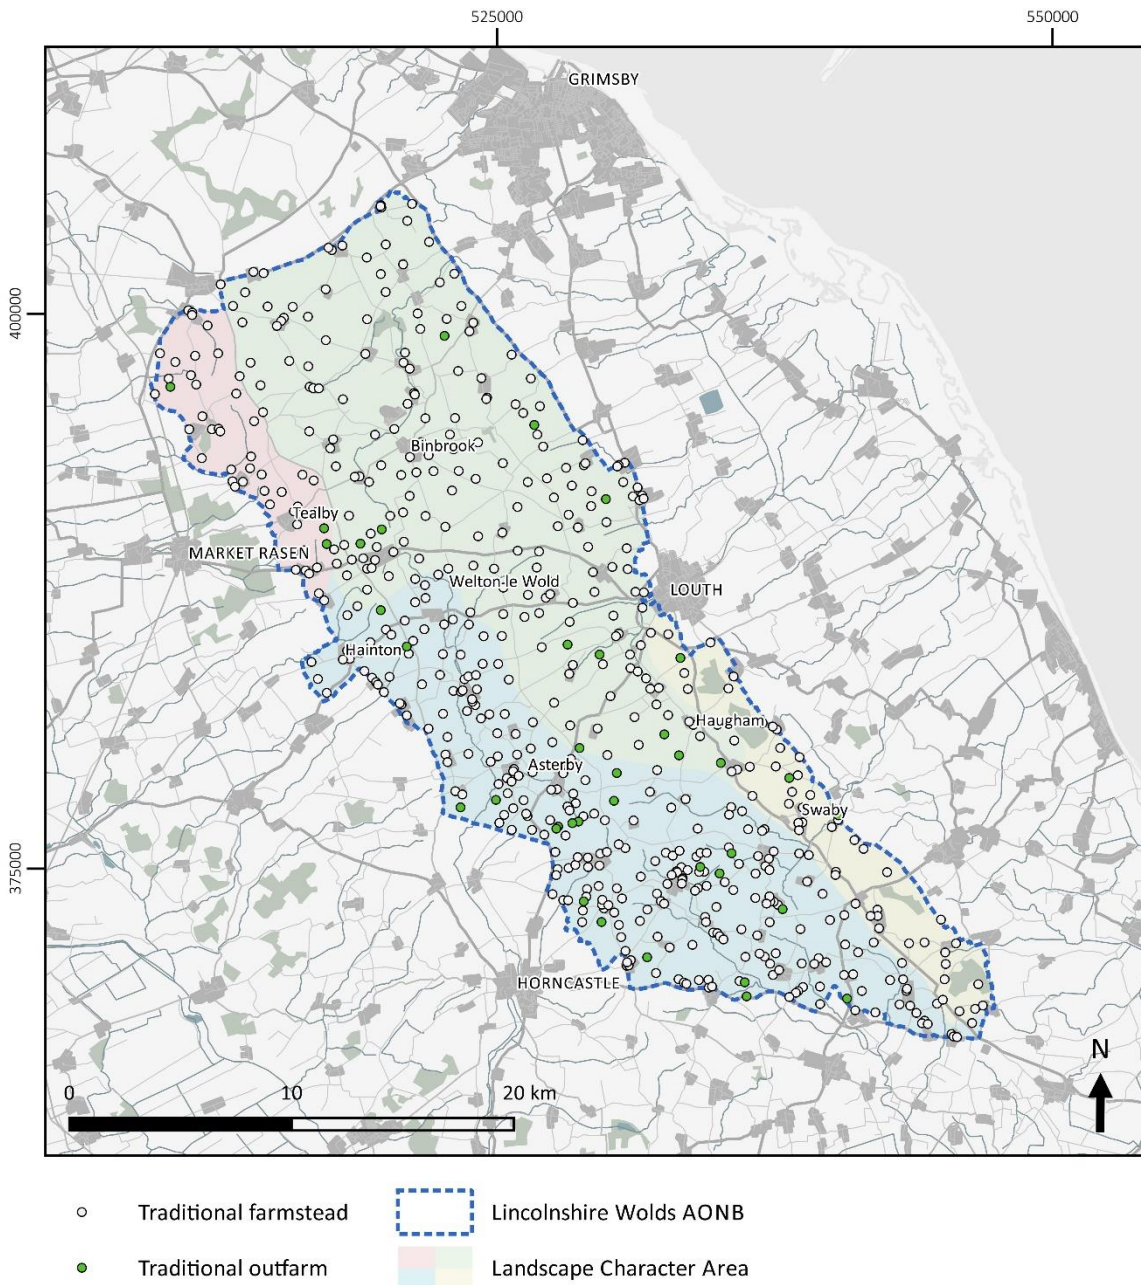 525000
550000
GRIMSBY
400000
Binbrook
Tealby
MARKET RASEN
Welton le Wold
LOUTH
Hainton
Haugham
Asterby
Swaby
375000
HORNCASTLE
N
0
10
20 km
Traditional farmstead
Lincolnshire Wolds AONB
Traditional outfarm
Landscape Character Area